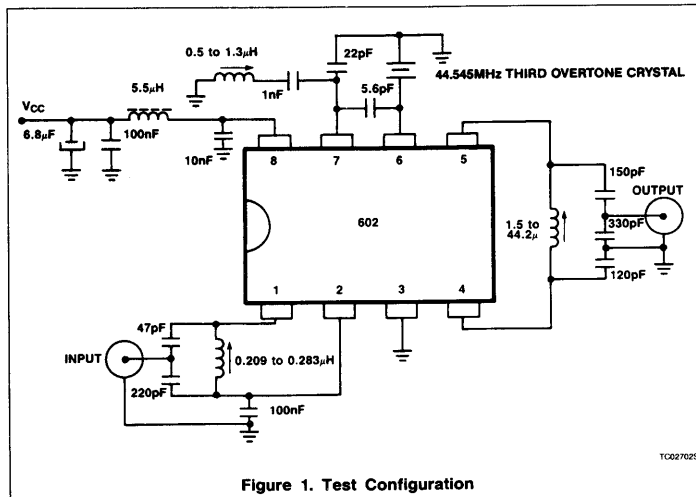 0.5 to 1.3μH
22pF
44.545MHz THIRD OVERTONE CRYSTAL
5.5μH
1nF
5.6pF
VCC
6.8μF
100nF
10nF
8
7
6
5
150pF
OUTPUT
602
1.5 to
44.2μ
330pF
120pF
1
2
3
4
47pF
INPUT
0.209 to 0.283μH
220pF
100nF
TC02702S
Figure 1. Test Configuration